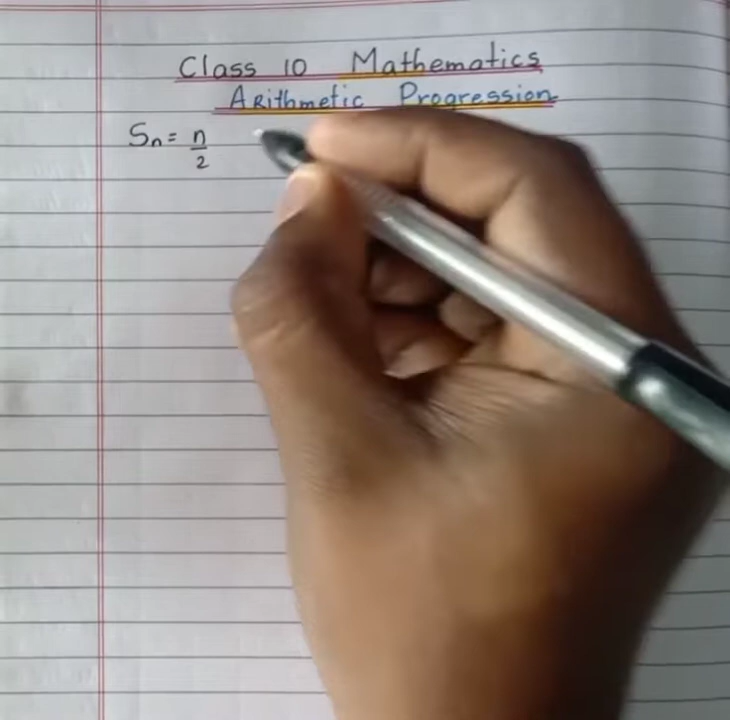 Class 10 Mathematics
Arithmetic Progression
Sn = n/2